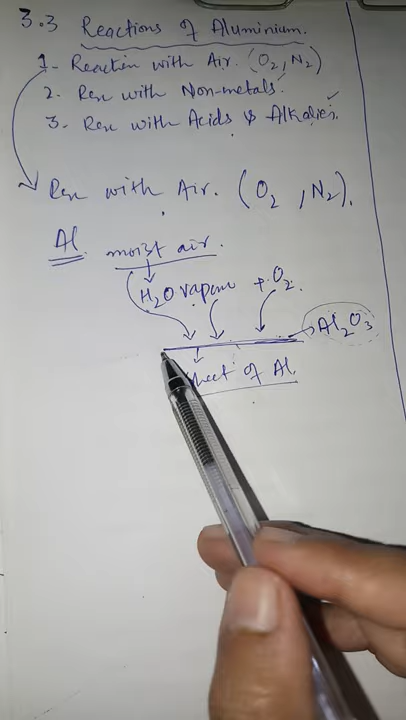 3.3 Reactions of Aluminium.
1- Reaction with Air. (O2, N2)
2. Rxn with Non-metals.
3. Rxn with Acids & Alkalies.
Rxn with Air. (O2, N2).
Al
moist air.
H2O vapour + O2.
Al2O3
Sheet of Al